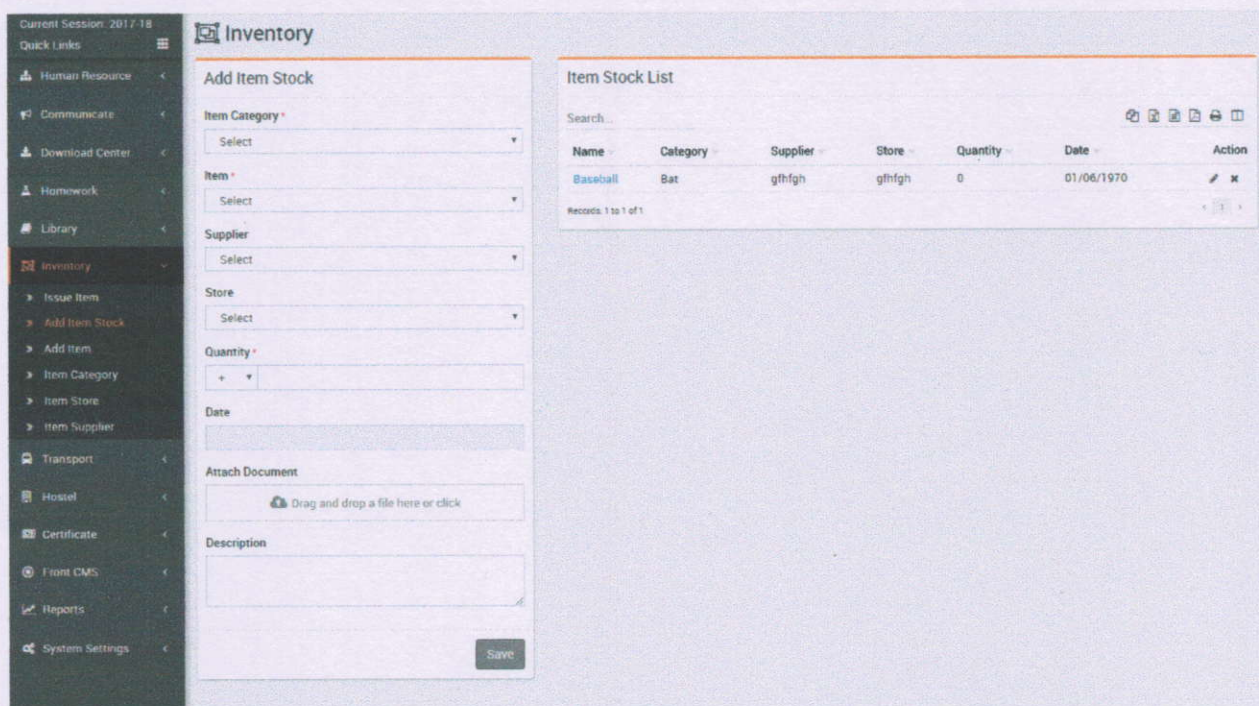 Current Session: 2017-18
Quick Links
Human Resource
Communicate
Download Center
Homework
Library
Inventory
Issue Item
Add Item Stock
Add Item
Item Category
Item Store
Item Supplier
Transport
Hostel
Certificate
Front CMS
Reports
System Settings
Inventory
Add Item Stock
Item Category *
Select
Item *
Select
Supplier
Select
Store
Select
Quantity *
+
Date
Attach Document
Drag and drop a file here or click
Description
Save
Item Stock List
Search...
Name Category Supplier Store Quantity Date Action
Baseball Bat gfhfgh gfhfgh 0 01/06/1970
Records: 1 to 1 of 1
1